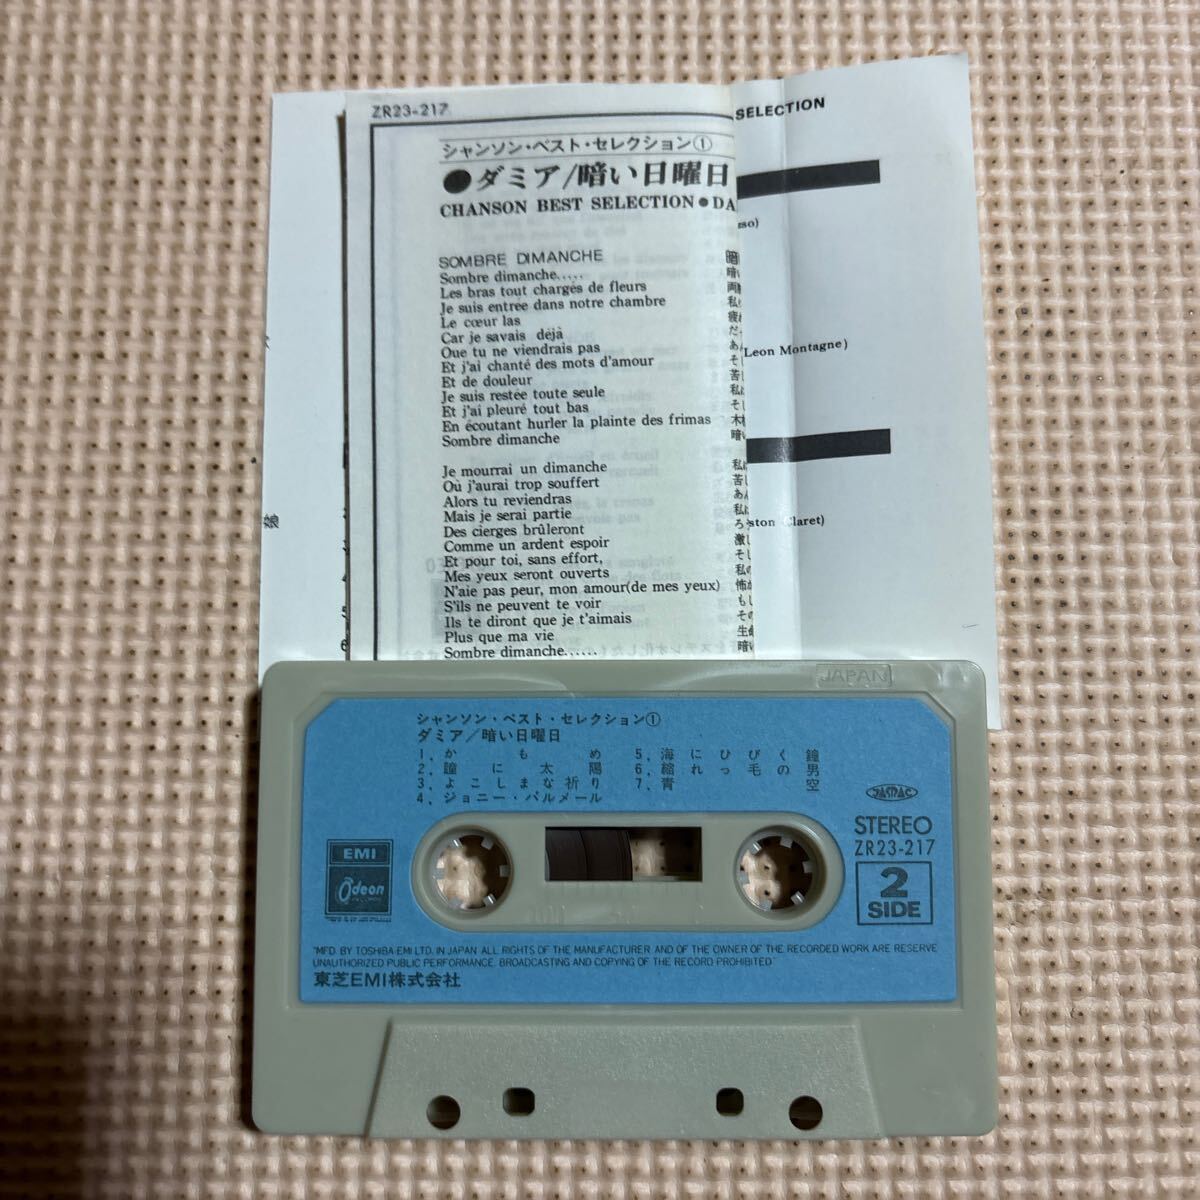 ZR23-217
シャンソン・ベスト・セレクション①
●ダミア/暗い日曜日
CHANSON BEST SELECTION ● DA
SOMBRE DIMANCHE
Sombre dimanche.....
Les bras tout chargés de fleurs
Je suis entrée dans notre chambre
Le cœur las
Car je savais déjà
Que tu ne viendrais pas
Et j'ai chanté des mots d'amour
Et de douleur
Je suis restée toute seule
Et j'ai pleuré tout bas
En écoutant hurler la plainte des frimas
Sombre dimanche
Je mourrai un dimanche
Où j'aurai trop souffert
Alors tu reviendras
Mais je serai partie
Des cierges brûleront
Comme un ardent espoir
Et pour toi, sans effort,
Mes yeux seront ouverts
N'aie pas peur, mon amour(de mes yeux)
S'ils ne peuvent te voir
Ils te diront que je t'aimais
Plus que ma vie
Sombre dimanche......
SELECTION
so)
Leon Montagne)
ston Claret)
娘
JAPAN
シャンソン・ベスト・セレクション①
ダミア/暗い日曜日
1、かもめ
2、瞳に太陽
3、よこしまな祈り
4、ジョニー・パルメール
5、海にひびく鐘
6、縮れっ毛の男
7、青空
JASRAC
STEREO
ZR23-217
2
SIDE
EMI
Odeon
"MFD. BY TOSHIBA-EMI LTD. IN JAPAN ALL RIGHTS OF THE MANUFACTURER AND OF THE OWNER OF THE RECORDED WORK ARE RESERVE
UNAUTHORIZED PUBLIC PERFORMANCE. BROADCASTING AND COPYING OF THE RECORD PROHIBITED"
東芝EMI株式会社